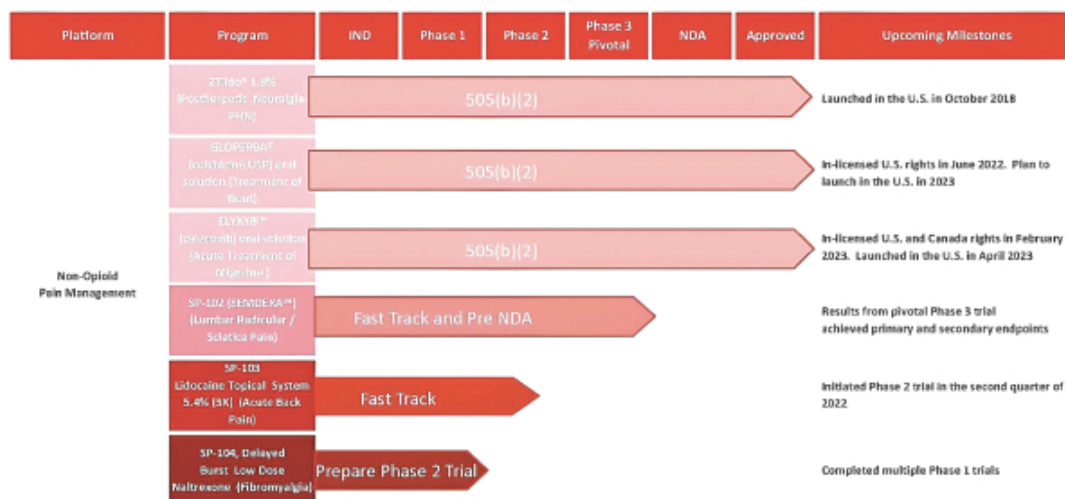 Platform
Program
IND
Phase 1
Phase 2
Phase 3
Pivotal
NDA
Approved
Upcoming Milestones
Non-Opioid
Pain Management
ZTlido® 1.8%
(Postherpetic Neuralgia
PHN)
505(b)(2)
Launched in the U.S. in October 2018
GLOPERBA®
(colchicine USP) oral
solution (Treatment of
Gout)
505(b)(2)
In-licensed U.S. rights in June 2022. Plan to
launch in the U.S. in 2023
ELYXYB™
(celecoxib) oral solution
(Acute Treatment of
Migraine )
505(b)(2)
In-licensed U.S. and Canada rights in February
2023. Launched in the U.S. in April 2023
SP-102 (SEMDEXA™)
(Lumbar Radicular /
Sciatica Pain)
Fast Track and Pre NDA
Results from pivotal Phase 3 trial
achieved primary and secondary endpoints
SP-103
Lidocaine Topical System
5.4% (3X) (Acute Back
Pain)
Fast Track
Initiated Phase 2 trial in the second quarter of
2022
SP-104, Delayed
Burst Low Dose
Naltrexone (Fibromyalgia)
Prepare Phase 2 Trial
Completed multiple Phase 1 trials